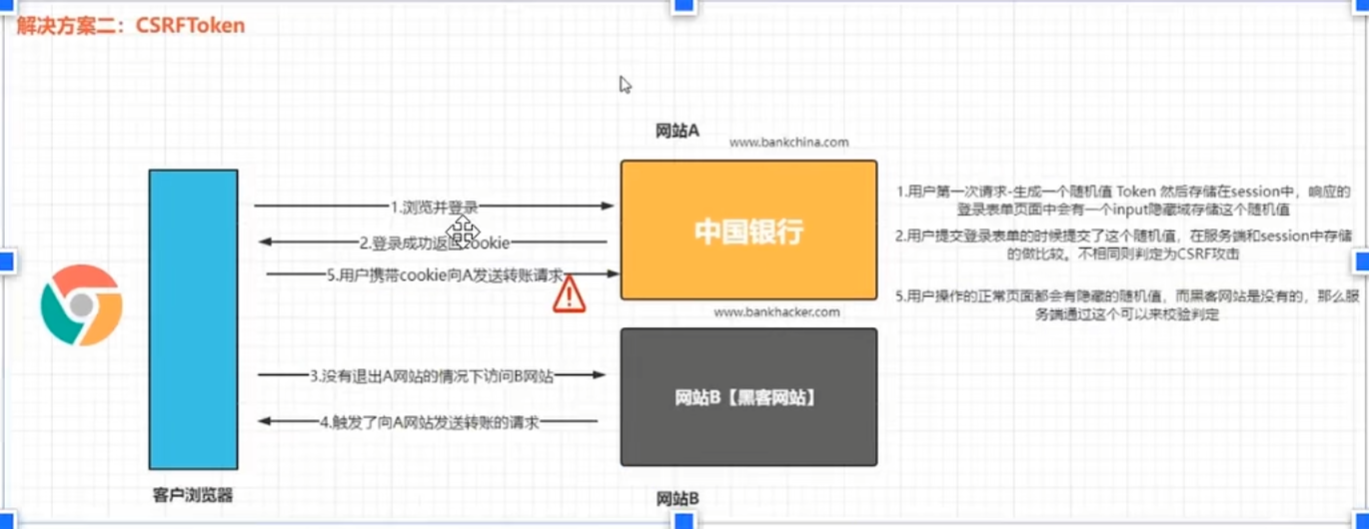 解决方案二：CSRFToken
网站A
www.bankchina.com
1.浏览并登录
中国银行
1.用户第一次请求-生成一个随机值 Token 然后存储在session中，响应的
登录表单页面中会有一个input隐藏域存储这个随机值
2.登录成功返回cookie
2.用户提交登录表单的时候提交了这个随机值，在服务端和session中存储
的做比较。不相同则判定为CSRF攻击
5.用户携带cookie向A发送转账请求
5.用户操作的正常页面都会有隐藏的随机值，而黑客网站是没有的，那么服
务端通过这个可以来校验判定
www.bankhacker.com
3.没有退出A网站的情况下访问B网站
网站B【黑客网站】
4.触发了向A网站发送转账的请求
客户浏览器
网站B